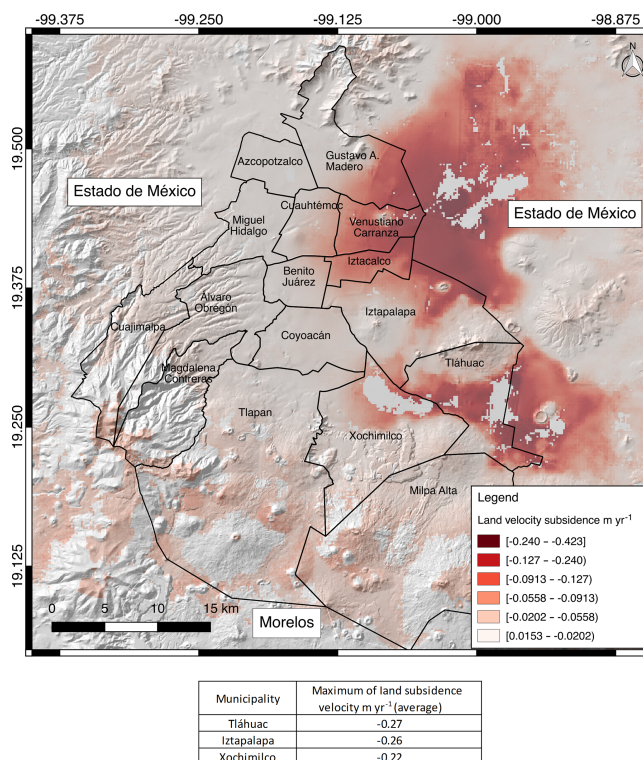 -99.375 -99.250 -99.125 -99.000 -98.875
N
19.500
19.375
19.250
19.125
Gustavo A.
Madero
Azcopotzalco
Estado de México
Cuauhtémoc
Estado de México
Miguel
Hidalgo
Venustiano
Carranza
Iztacalco
Benito
Juárez
Álvaro
Obregón
Iztapalapa
Cuajimalpa
Coyoacán
Tláhuac
Magdalena
Contreras
Tlapan
Xochimilco
Milpa Alta
Legend
Land velocity subsidence m yr-1
[-0.240 - -0.423]
[-0.127 - -0.240)
[-0.0913 - -0.127)
[-0.0558 - -0.0913)
[-0.0202 - -0.0558)
[0.0153 - -0.0202)
0 5 10 15 km
Morelos
Municipality Maximum of land subsidence
velocity m yr-1 (average)
Tláhuac -0.27
Iztapalapa -0.26
Xochimilco -0.22